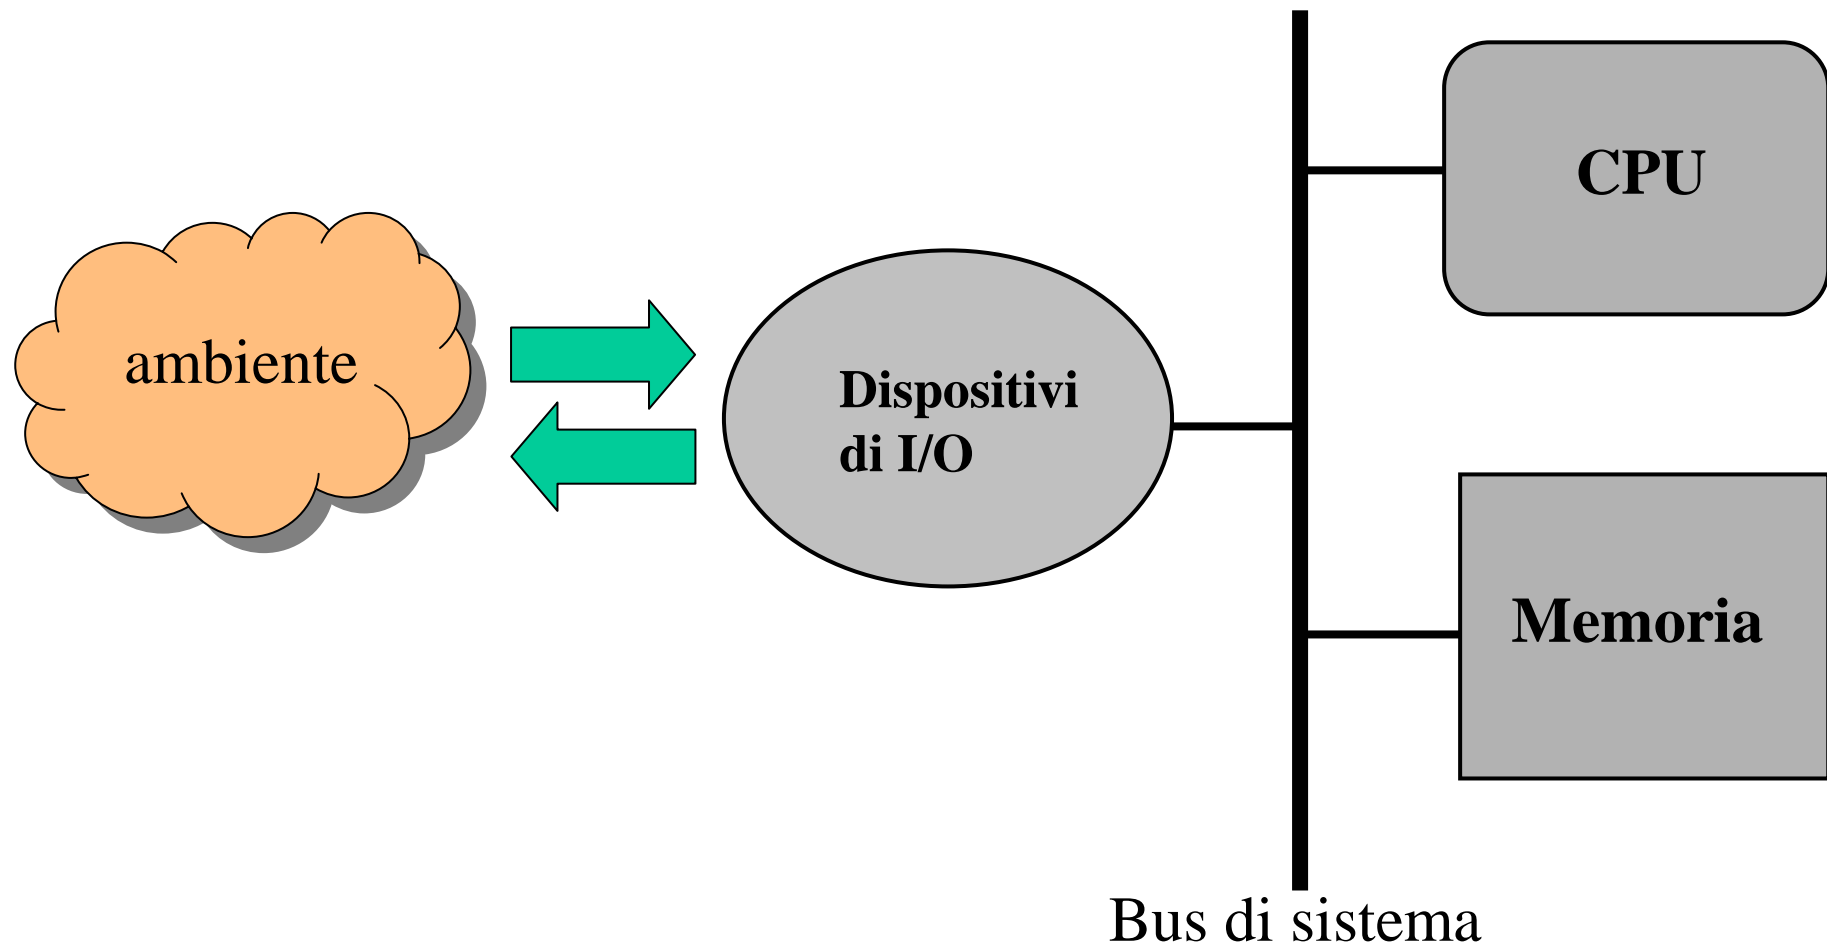 CPU
ambiente
Dispositivi
di I/O
Memoria
Bus di sistema